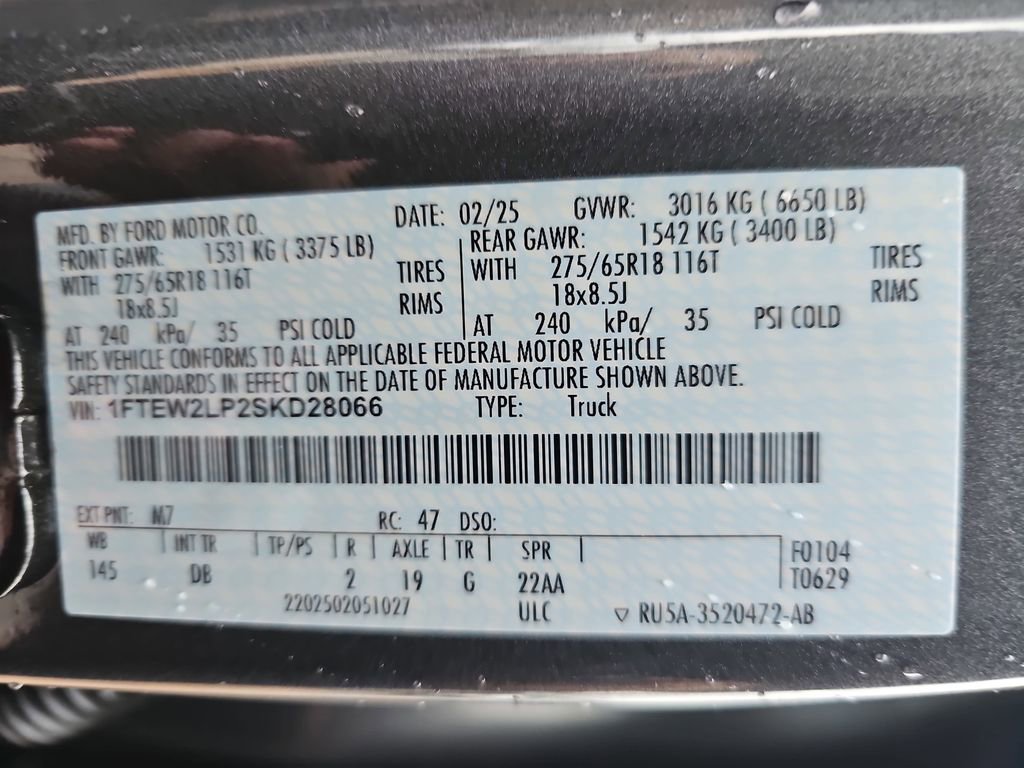 MFD. BY FORD MOTOR CO. DATE: 02/25 GVWR: 3016 KG ( 6650 LB)
FRONT GAWR: 1531 KG ( 3375 LB) REAR GAWR: 1542 KG ( 3400 LB)
WITH 275/65R18 116T TIRES WITH 275/65R18 116T TIRES
18x8.5J RIMS 18x8.5J RIMS
AT 240 kPa/ 35 PSI COLD AT 240 kPa/ 35 PSI COLD
THIS VEHICLE CONFORMS TO ALL APPLICABLE FEDERAL MOTOR VEHICLE
SAFETY STANDARDS IN EFFECT ON THE DATE OF MANUFACTURE SHOWN ABOVE.
VIN: 1FTEW2LP2SKD28066 TYPE: Truck
EXT PNT: M7 RC: 47 DSO:
WB | INT TR | TP/PS | R | AXLE | TR | SPR | F0104
145 DB 2 19 G 22AA T0629
2202502051027 ULC ▽ RU5A-3520472-AB